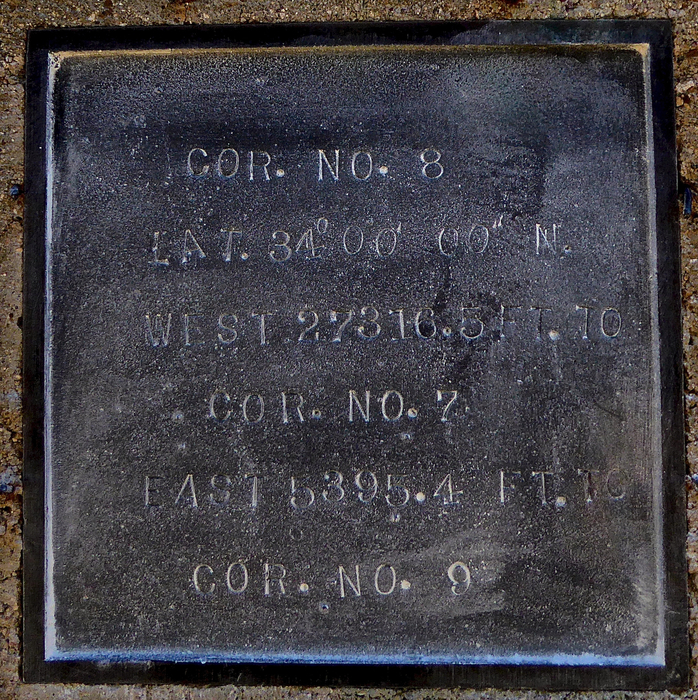 COR. NO. 8
LAT. 34° 00' 00" N.
WEST 27316.5 FT. TO
COR. NO. 7
EAST 5395.4 FT. TO
COR. NO. 9